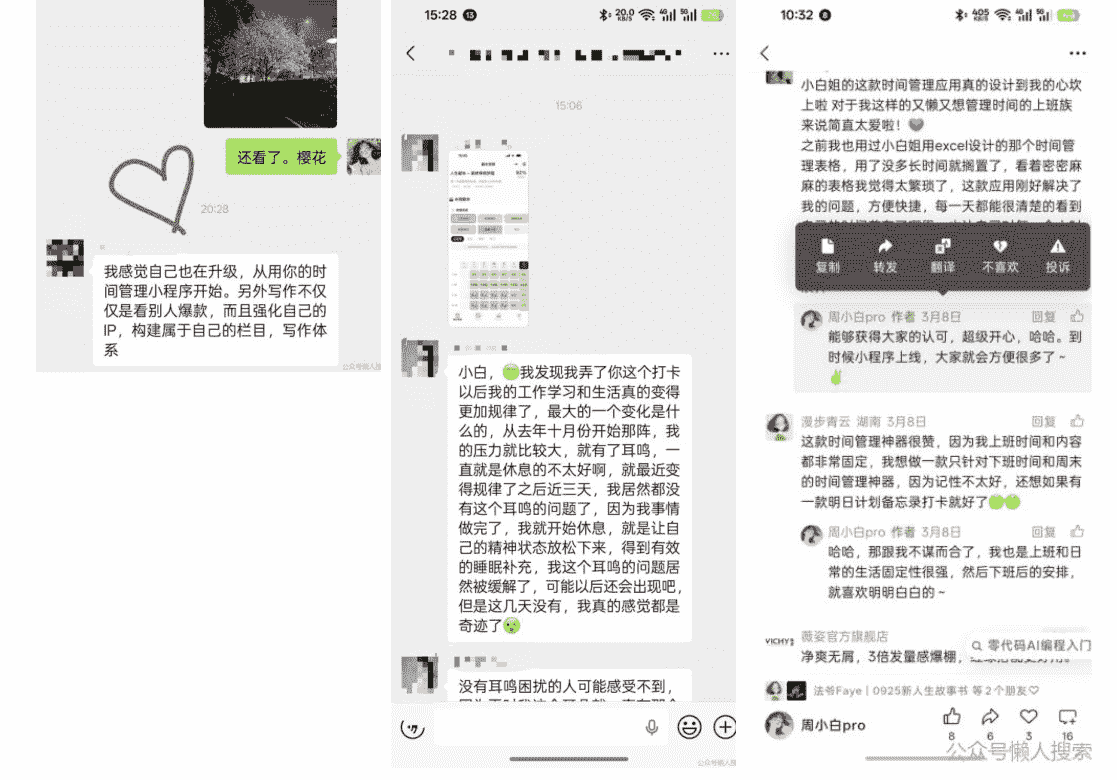 还看了。樱花
20:28
我感觉自己也在升级，从用你的时
间管理小程序开始。另外写作不仅
仅是看别人爆款，而且强化自己的
IP，构建属于自己的栏目，写作体
系
公众号懒人搜
15:28 13
20.0
KB/S
15:06
小白，我发现我弄了你这个打卡
以后我的工作学习和生活真的变得
更加规律了，最大的一个变化是什
么的，从去年十月份开始那阵，我
的压力就比较大，就有了耳鸣，一
直就是休息的不太好啊，就最近变
得规律了之后近三天，我居然都没
有这个耳鸣的问题了，因为我事情
做完了，我就开始休息，就是让自
己的精神状态放松下来，得到有效
的睡眠补充，我这个耳鸣的问题居
然被缓解了，可能以后还会出现吧，
但是这几天没有，我真的感觉都是
奇迹了
没有耳鸣困扰的人可能感受不到，
公众号懒人搜
10:32 8
405
KB/S
小白姐的这款时间管理应用真的设计到我的心坎
上啦 对于我这样的又懒又想管理时间的上班族
来说简直太爱啦！
之前我也用过小白姐用excel设计的那个时间管
理表格，用了没多长时间就搁置了，看着密密麻
麻的表格我觉得太繁琐了，这款应用刚好解决了
我的问题，方便快捷，每一天都能很清楚的看到
复制 转发 翻译 不喜欢 投诉
周小白pro 作者 3月8日 回复
能够获得大家的认可，超级开心，哈哈。到
时候小程序上线，大家就会方便很多了~
漫步青云 湖南 3月8日 回复
这款时间管理神器很赞，因为我上班时间和内容
都非常固定，我想做一款只针对下班时间和周末
的时间管理神器，因为记性不太好，还想如果有
一款明日计划备忘录打卡就好了
周小白pro 作者 3月8日 回复
哈哈，那跟我不谋而合了，我也是上班和日
常的生活固定性很强，然后下班后的安排，
就喜欢明明白白的~
VICHY 薇姿官方旗舰店
净爽无屑，3倍发量感爆棚，
零代码AI编程入门
法爷Faye | 0925新人生故事书 等2个朋友
周小白pro
8 6 3 16
公众号懒人搜索